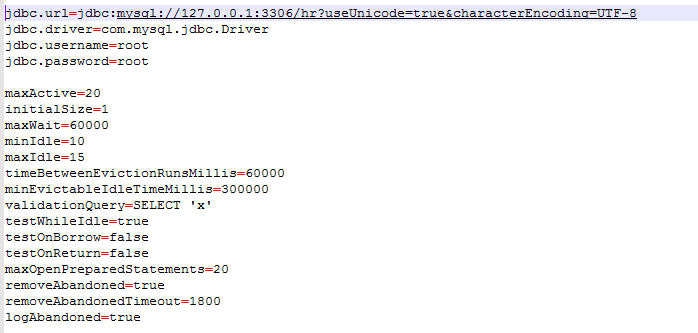 jdbc.url=jdbc:mysql://127.0.0.1:3306/hr?useUnicode=true&characterEncoding=UTF-8
jdbc.driver=com.mysql.jdbc.Driver
jdbc.username=root
jdbc.password=root
maxActive=20
initialSize=1
maxWait=60000
minIdle=10
maxIdle=15
timeBetweenEvictionRunsMillis=60000
minEvictableIdleTimeMillis=300000
validationQuery=SELECT 'x'
testWhileIdle=true
testOnBorrow=false
testOnReturn=false
maxOpenPreparedStatements=20
removeAbandoned=true
removeAbandonedTimeout=1800
logAbandoned=true